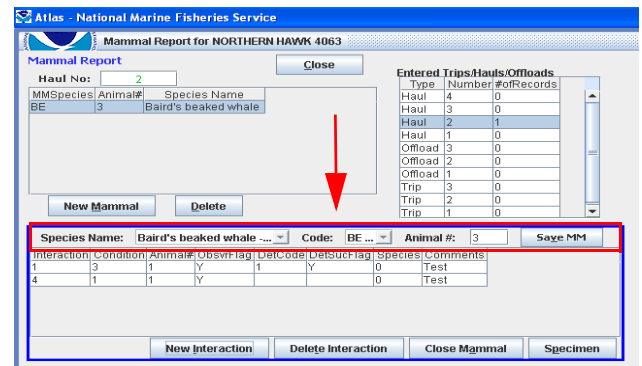 Atlas - National Marine Fisheries Service
Mammal Report for NORTHERN HAWK 4063
Mammal Report
Close
Haul No: 2
Entered Trips/Hauls/Offloads
MMSpecies Animal# Species Name
BE 3 Baird's beaked whale
Type Number #ofRecords
Haul 4 0
Haul 3 0
Haul 2 1
Haul 1 0
Offload 3 0
Offload 2 0
Offload 1 0
Trip 3 0
Trip 2 0
Trip 1 0
New Mammal Delete
Species Name: Baird's beaked whale -... Code: BE ... Animal #: 3 Save MM
Interaction Condition Animal# ObsvrFlag DetCode DetSucFlag Species Comments
1 3 1 Y 1 Y 0 Test
4 1 1 Y 0 Test
New Interaction Delete Interaction Close Mammal Specimen